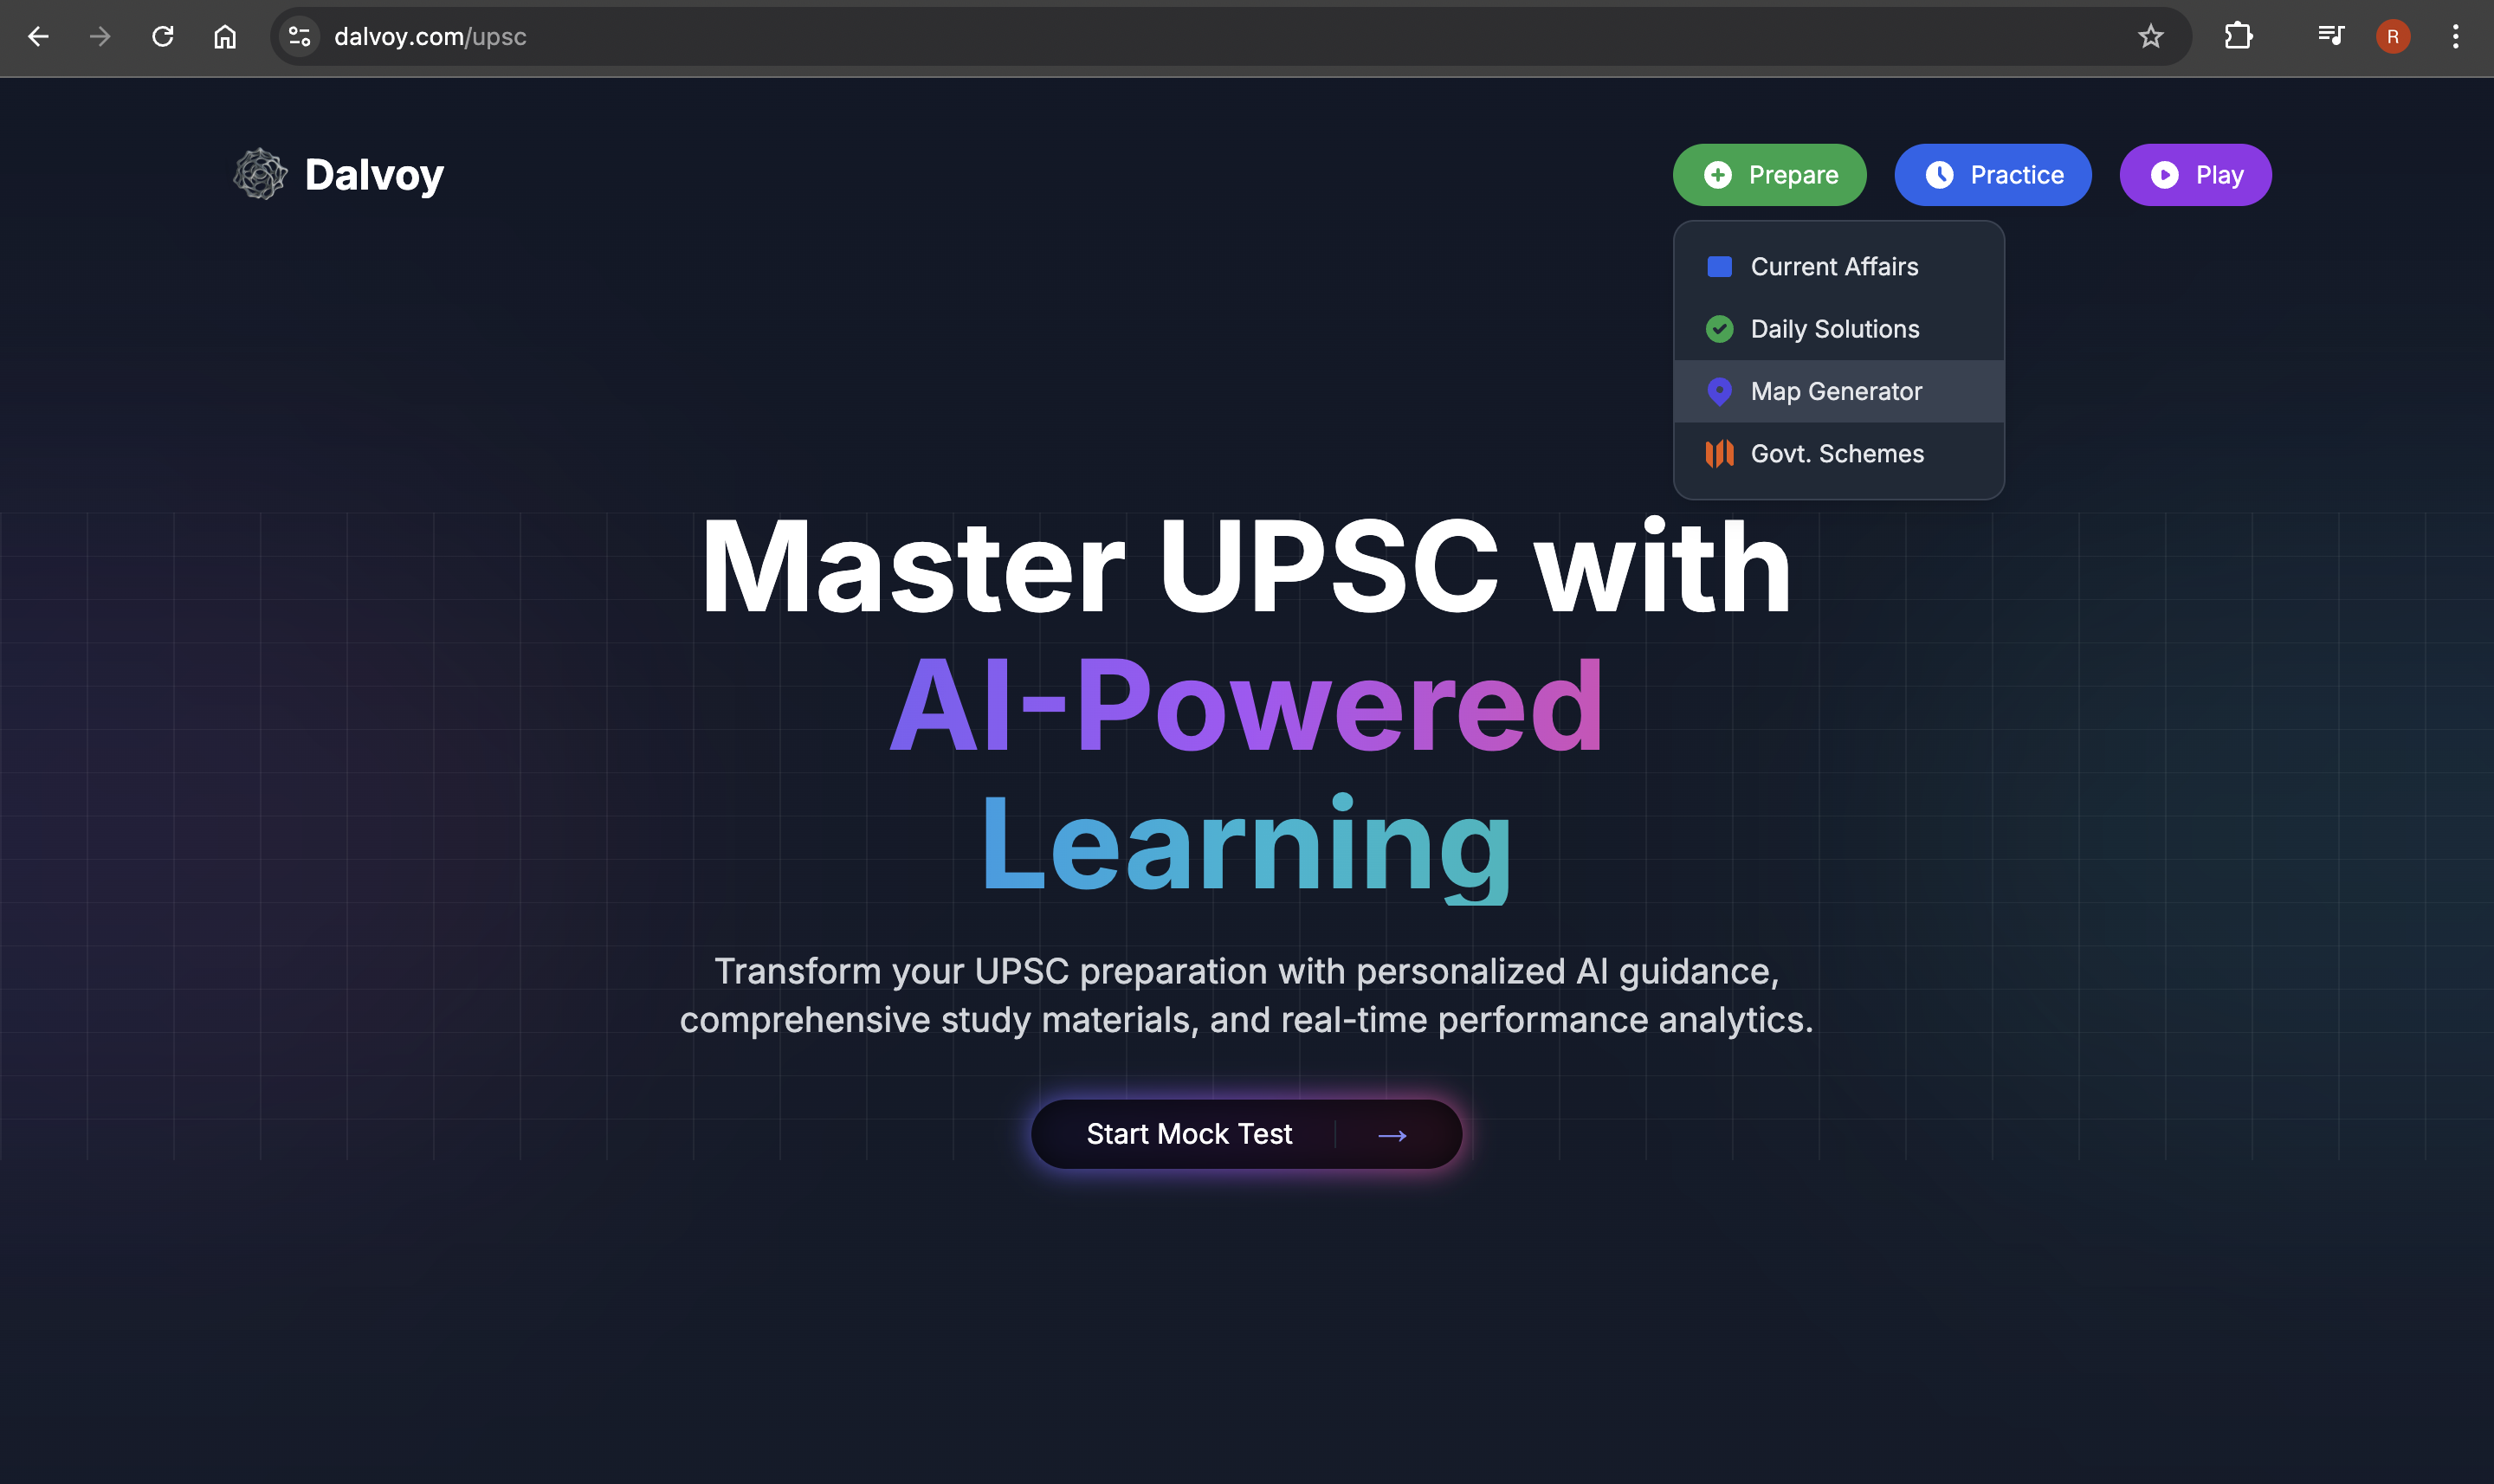 dalvoy.com/upsc
R
Dalvoy
Prepare
Practice
Play
Current Affairs
Daily Solutions
Map Generator
Govt. Schemes
Master UPSC with
AI-Powered
Learning
Transform your UPSC preparation with personalized AI guidance,
comprehensive study materials, and real-time performance analytics.
Start Mock Test →